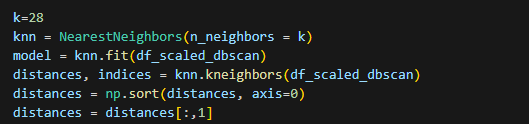 k=28
knn = NearestNeighbors(n_neighbors = k)
model = knn.fit(df_scaled_dbscan)
distances, indices = knn.kneighbors(df_scaled_dbscan)
distances = np.sort(distances, axis=0)
distances = distances[:,1]